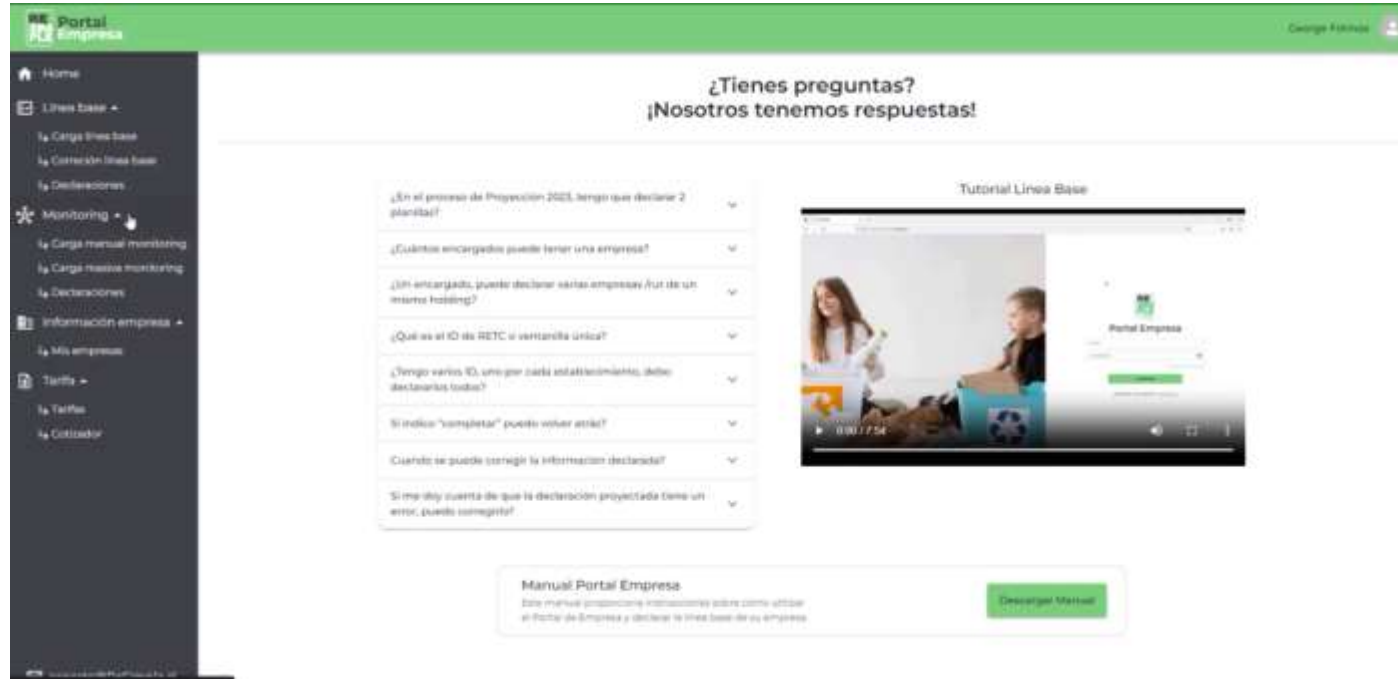 RE
Portal
Empresa
Home
Línea base
Carga línea base
Correción línea base
Declaraciones
Monitoring
Carga manual monitoring
Carga masiva monitoring
Declaraciones
Información empresa
Mis empresas
Tarifa
Tarifas
Cotizador
¿Tienes preguntas?
¡Nosotros tenemos respuestas!
¿En el proceso de Proyección 2023, tengo que declarar 2
planillas?
¿Cuántos encargados puede tener una empresa?
¿Un encargado, puede declarar varias empresas /rut de un
mismo holding?
¿Qué es el ID de RETC o ventanilla única?
¿Tengo varios ID, uno por cada establecimiento, debo
declararlos todos?
Si indico "completar" puedo volver atrás?
Cuando se puede corregir la información declarada?
Si me doy cuenta de que la declaración proyectada tiene un
error, puedo corregirlo?
Tutorial Línea Base
Portal Empresa
0:00 / 7:54
Manual Portal Empresa
Este manual proporciona instrucciones sobre como utilizar
el Portal de Empresa y declarar la línea base de su empresa
Descargar Manual
George